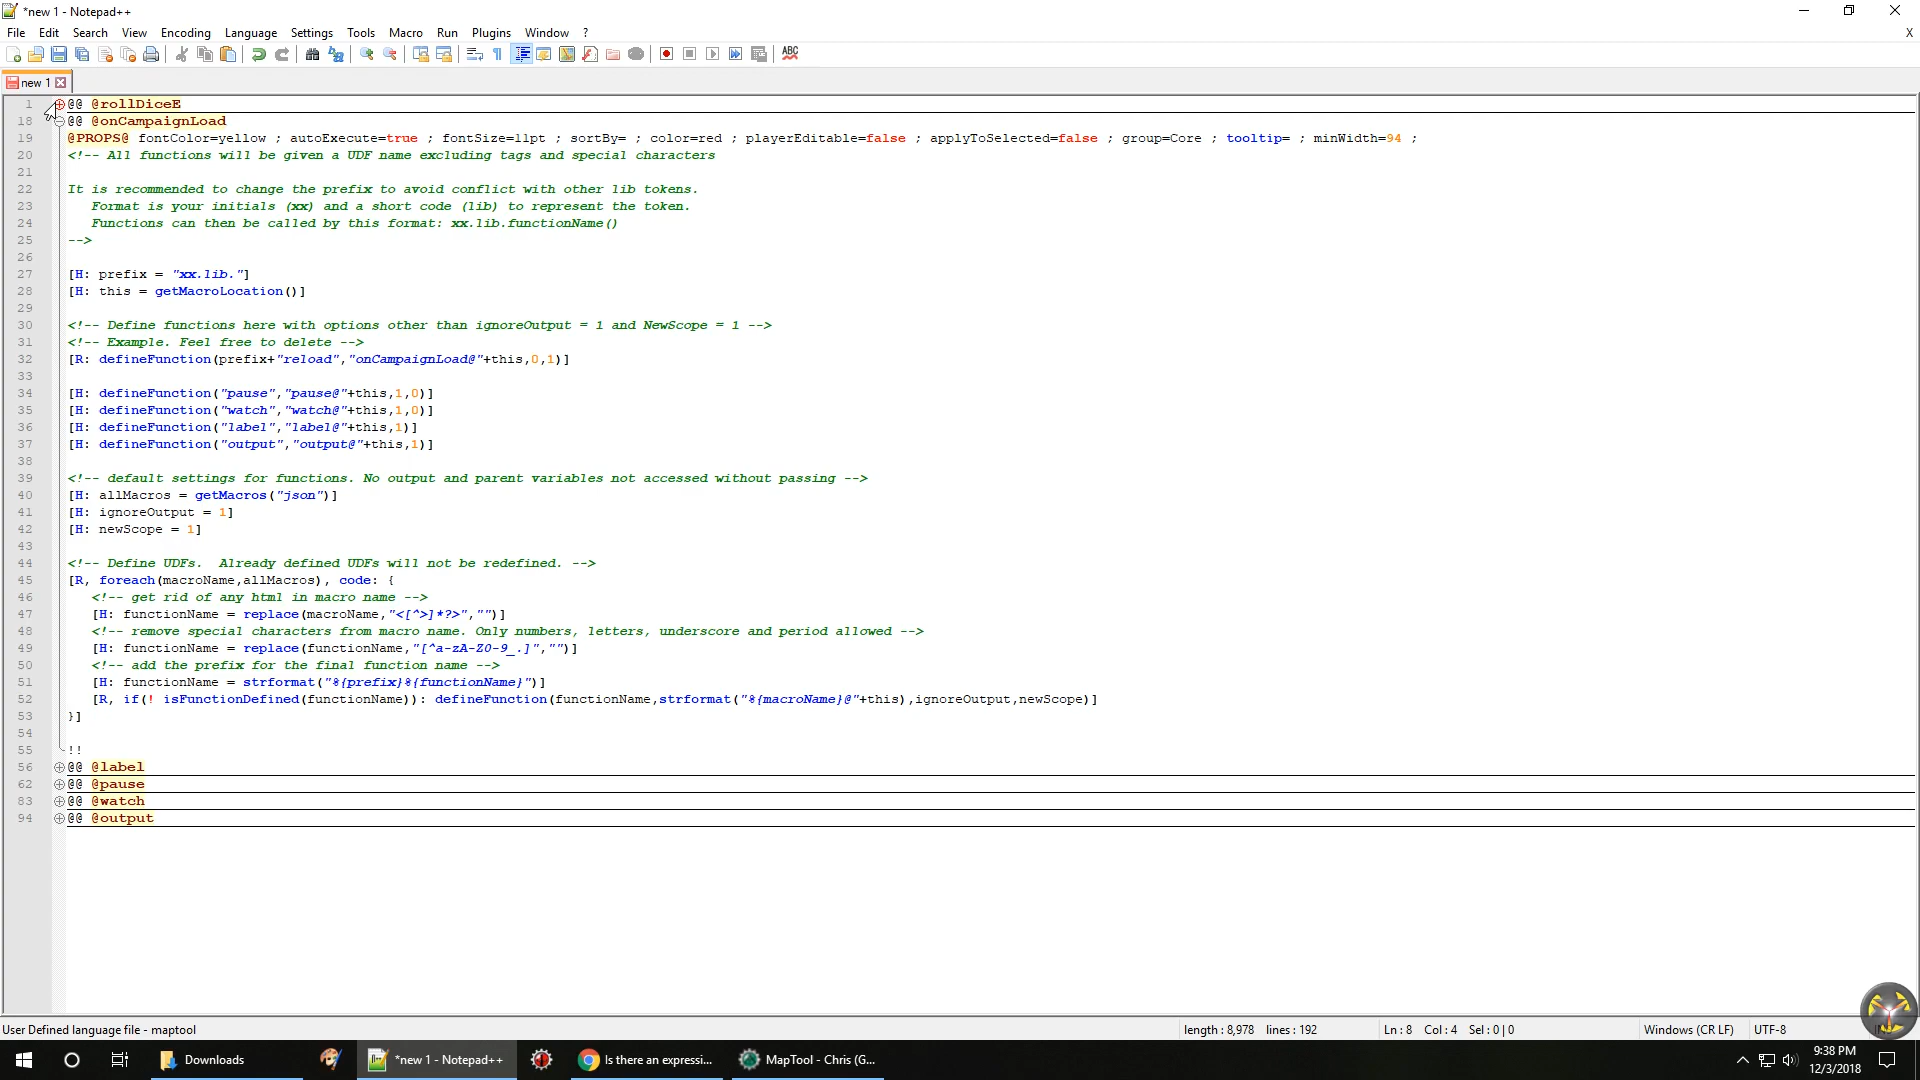 *new 1 - Notepad++
File Edit Search View Encoding Language Settings Tools Macro Run Plugins Window ? X
ABC
new 1
1 @@ @rollDiceE
18 @@ @onCampaignLoad
19 @PROPS@ fontColor=yellow ; autoExecute=true ; fontSize=11pt ; sortBy= ; color=red ; playerEditable=false ; applyToSelected=false ; group=Core ; tooltip= ; minWidth=94 ;
20 <!-- All functions will be given a UDF name excluding tags and special characters
21
22 It is recommended to change the prefix to avoid conflict with other lib tokens.
23 Format is your initials (xx) and a short code (lib) to represent the token.
24 Functions can then be called by this format: xx.lib.functionName()
25 -->
26
27 [H: prefix = "xx.lib."]
28 [H: this = getMacroLocation()]
29
30 <!-- Define functions here with options other than ignoreOutput = 1 and NewScope = 1 -->
31 <!-- Example. Feel free to delete -->
32 [R: defineFunction(prefix+"reload","onCampaignLoad@"+this,0,1)]
33
34 [H: defineFunction("pause","pause@"+this,1,0)]
35 [H: defineFunction("watch","watch@"+this,1,0)]
36 [H: defineFunction("label","label@"+this,1)]
37 [H: defineFunction("output","output@"+this,1)]
38
39 <!-- default settings for functions. No output and parent variables not accessed without passing -->
40 [H: allMacros = getMacros("json")]
41 [H: ignoreOutput = 1]
42 [H: newScope = 1]
43
44 <!-- Define UDFs.  Already defined UDFs will not be redefined. -->
45 [R, foreach(macroName,allMacros), code: {
46 <!-- get rid of any html in macro name -->
47 [H: functionName = replace(macroName,"<[^>]*?>","")]
48 <!-- remove special characters from macro name. Only numbers, letters, underscore and period allowed -->
49 [H: functionName = replace(functionName,"[^a-zA-Z0-9_.]","")]
50 <!-- add the prefix for the final function name -->
51 [H: functionName = strformat("%{prefix}%{functionName}")]
52 [R, if(! isFunctionDefined(functionName)): defineFunction(functionName,strformat("%{macroName}@"+this),ignoreOutput,newScope)]
53 }]
54
55 !!
56 @@ @label
62 @@ @pause
83 @@ @watch
94 @@ @output
User Defined language file - maptool length : 8,978 lines : 192 Ln : 8 Col : 4 Sel : 0 | 0 Windows (CR LF) UTF-8
Downloads *new 1 - Notepad++ Is there an expressi... MapTool - Chris (G... 9:38 PM
12/3/2018